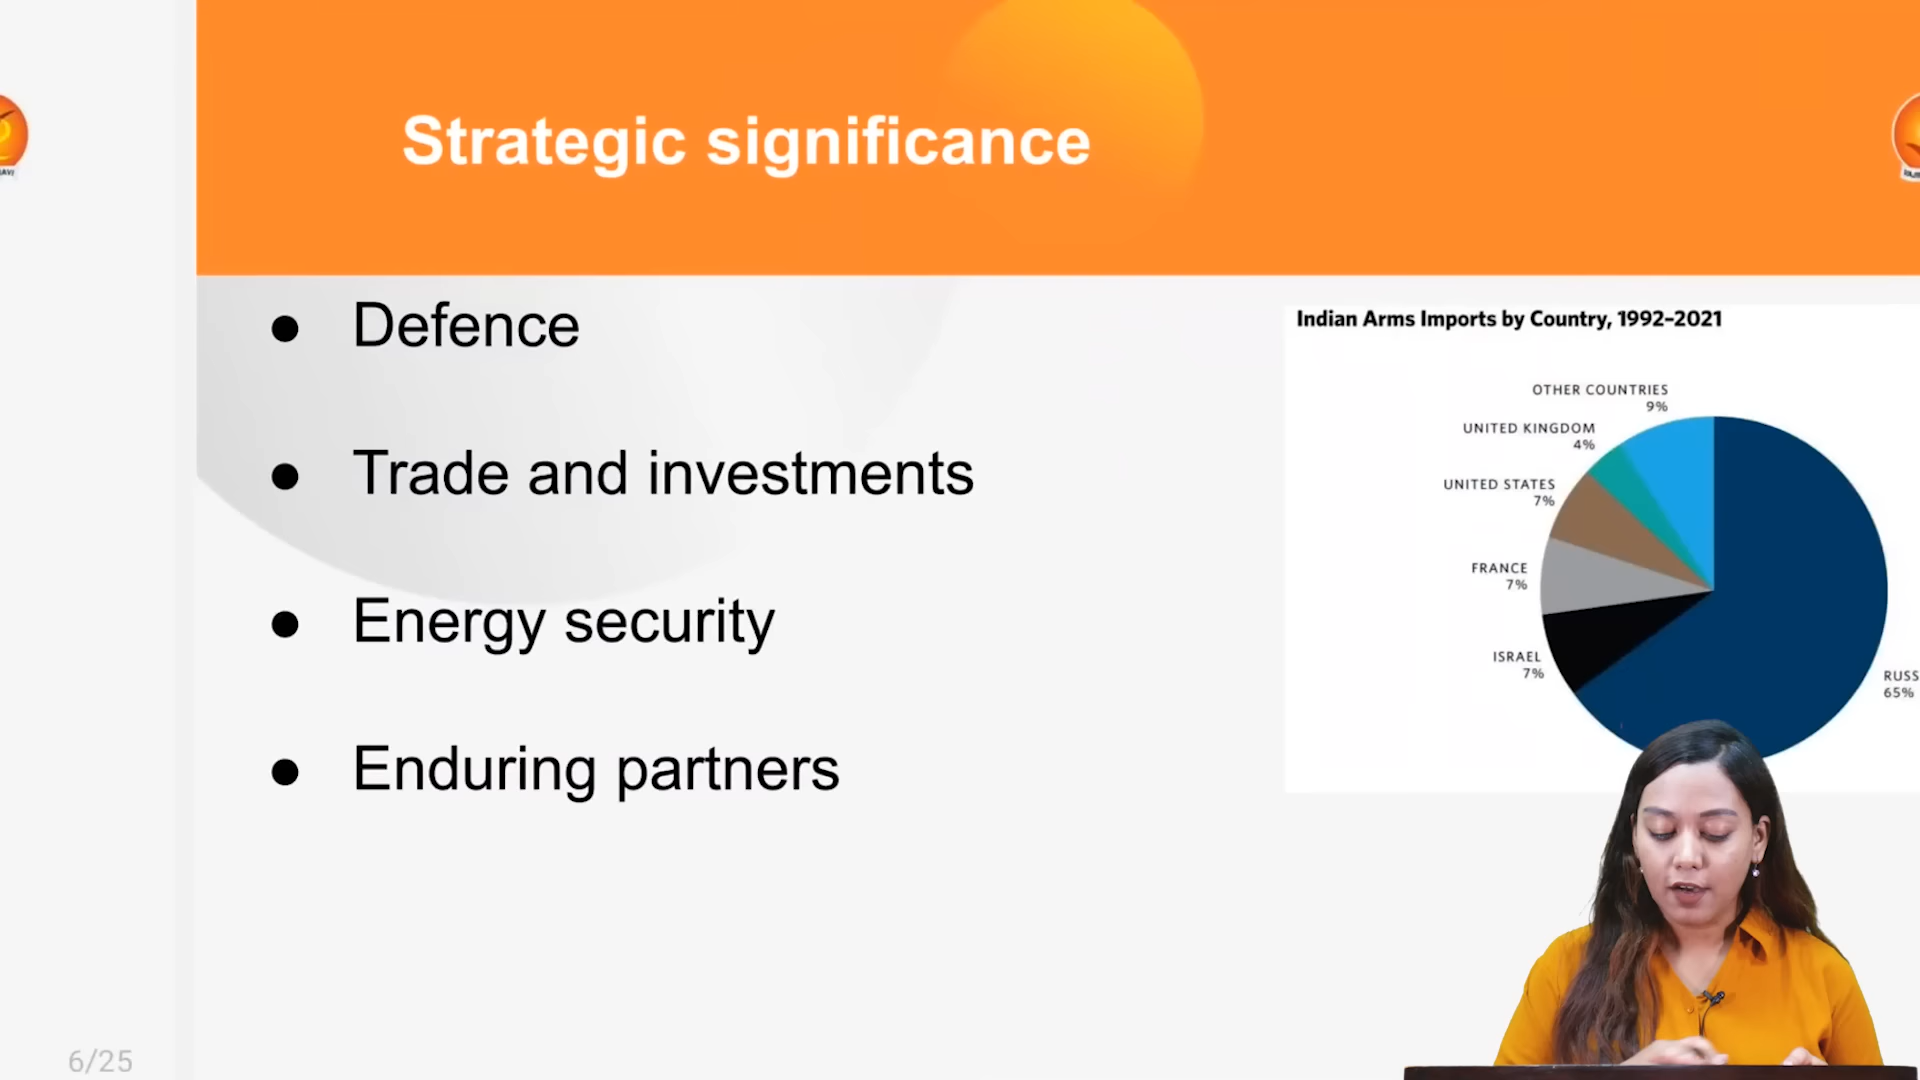 Strategic significance
● Defence
● Trade and investments
● Energy security
● Enduring partners
Indian Arms Imports by Country, 1992–2021
OTHER COUNTRIES
9%
UNITED KINGDOM
4%
UNITED STATES
7%
FRANCE
7%
ISRAEL
7%
RUSS
65%
6/25